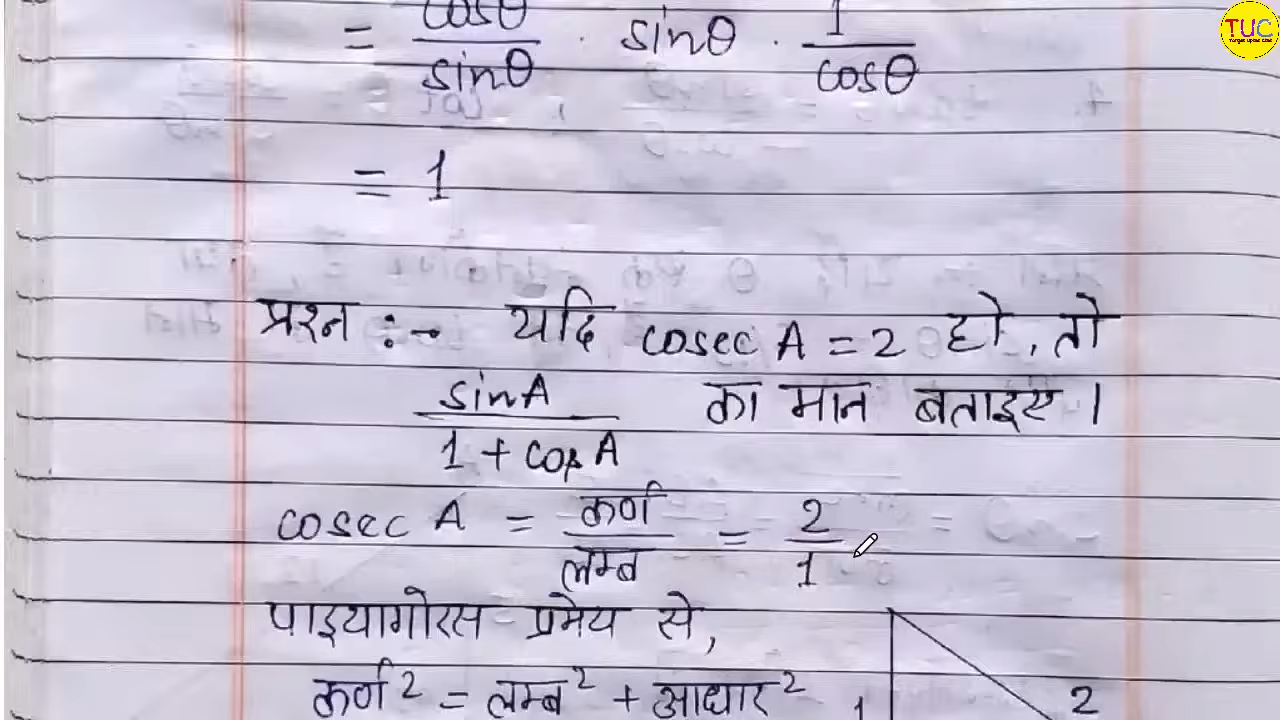 TUC
= cosθ/sinθ · sinθ · 1/cosθ
= 1
प्रश्न :- यदि cosec A = 2 हो, तो
sinA/1 + cosA का मान बताइए ।
cosec A = कर्ण/लम्ब = 2/1
पाइथागोरस प्रमेय से,
कर्ण² = लम्ब² + आधार²
1 2